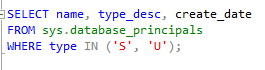 SELECT name, type_desc, create_date
FROM sys.database_principals
WHERE type IN ('S', 'U');